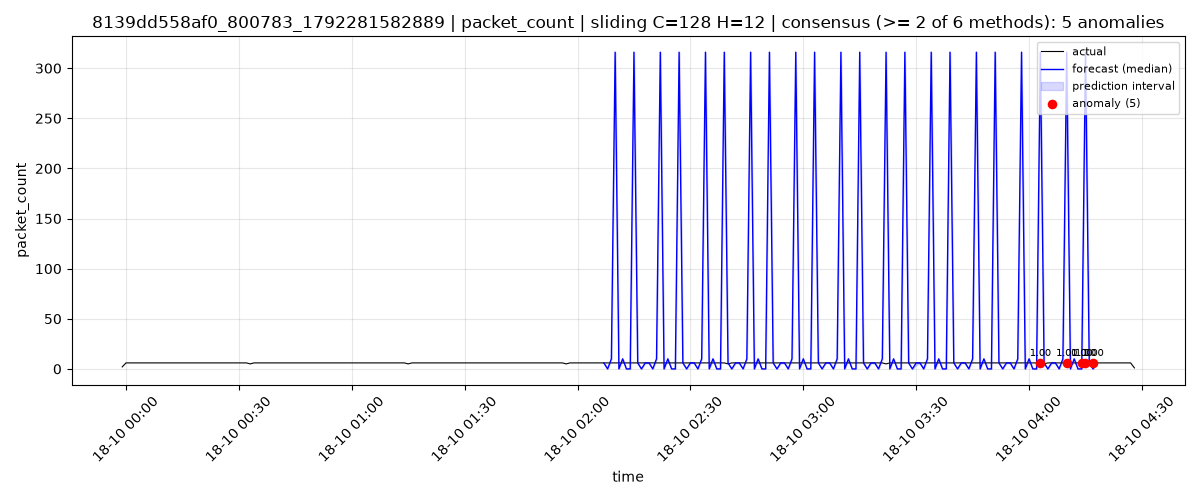 8139dd558af0_800783_1792281582889 | packet_count | sliding C=128 H=12 | consensus (>= 2 of 6 methods): 5 anomalies
actual
forecast (median)
prediction interval
anomaly (5)
packet_count
300
250
200
150
100
50
0
1.00
18-10 00:00
18-10 00:30
18-10 01:00
18-10 01:30
18-10 02:00
18-10 02:30
18-10 03:00
18-10 03:30
18-10 04:00
18-10 04:30
time